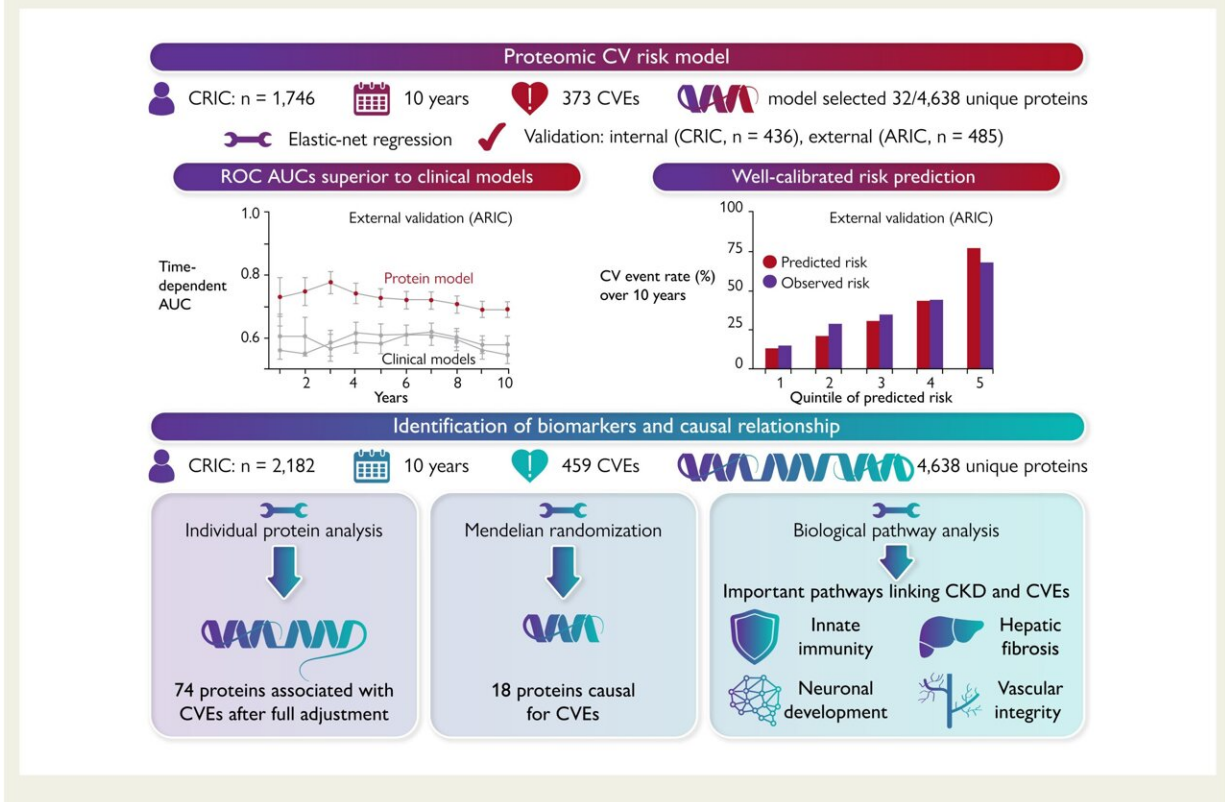 Proteomic CV risk model
CRIC: n = 1,746
10 years
373 CVEs
model selected 32/4,638 unique proteins
Elastic-net regression
Validation: internal (CRIC, n = 436), external (ARIC, n = 485)
ROC AUCs superior to clinical models
1.0
External validation (ARIC)
0.8
Time-
dependent
AUC
Protein model
0.6
Clinical models
2 4 6 8 10
Years
Well-calibrated risk prediction
100
External validation (ARIC)
75
Predicted risk
Observed risk
CV event rate (%)
over 10 years
50
25
0
1 2 3 4 5
Quintile of predicted risk
Identification of biomarkers and causal relationship
CRIC: n = 2,182
10 years
459 CVEs
4,638 unique proteins
Individual protein analysis
74 proteins associated with
CVEs after full adjustment
Mendelian randomization
18 proteins causal
for CVEs
Biological pathway analysis
Important pathways linking CKD and CVEs
Innate
immunity
Hepatic
fibrosis
Neuronal
development
Vascular
integrity